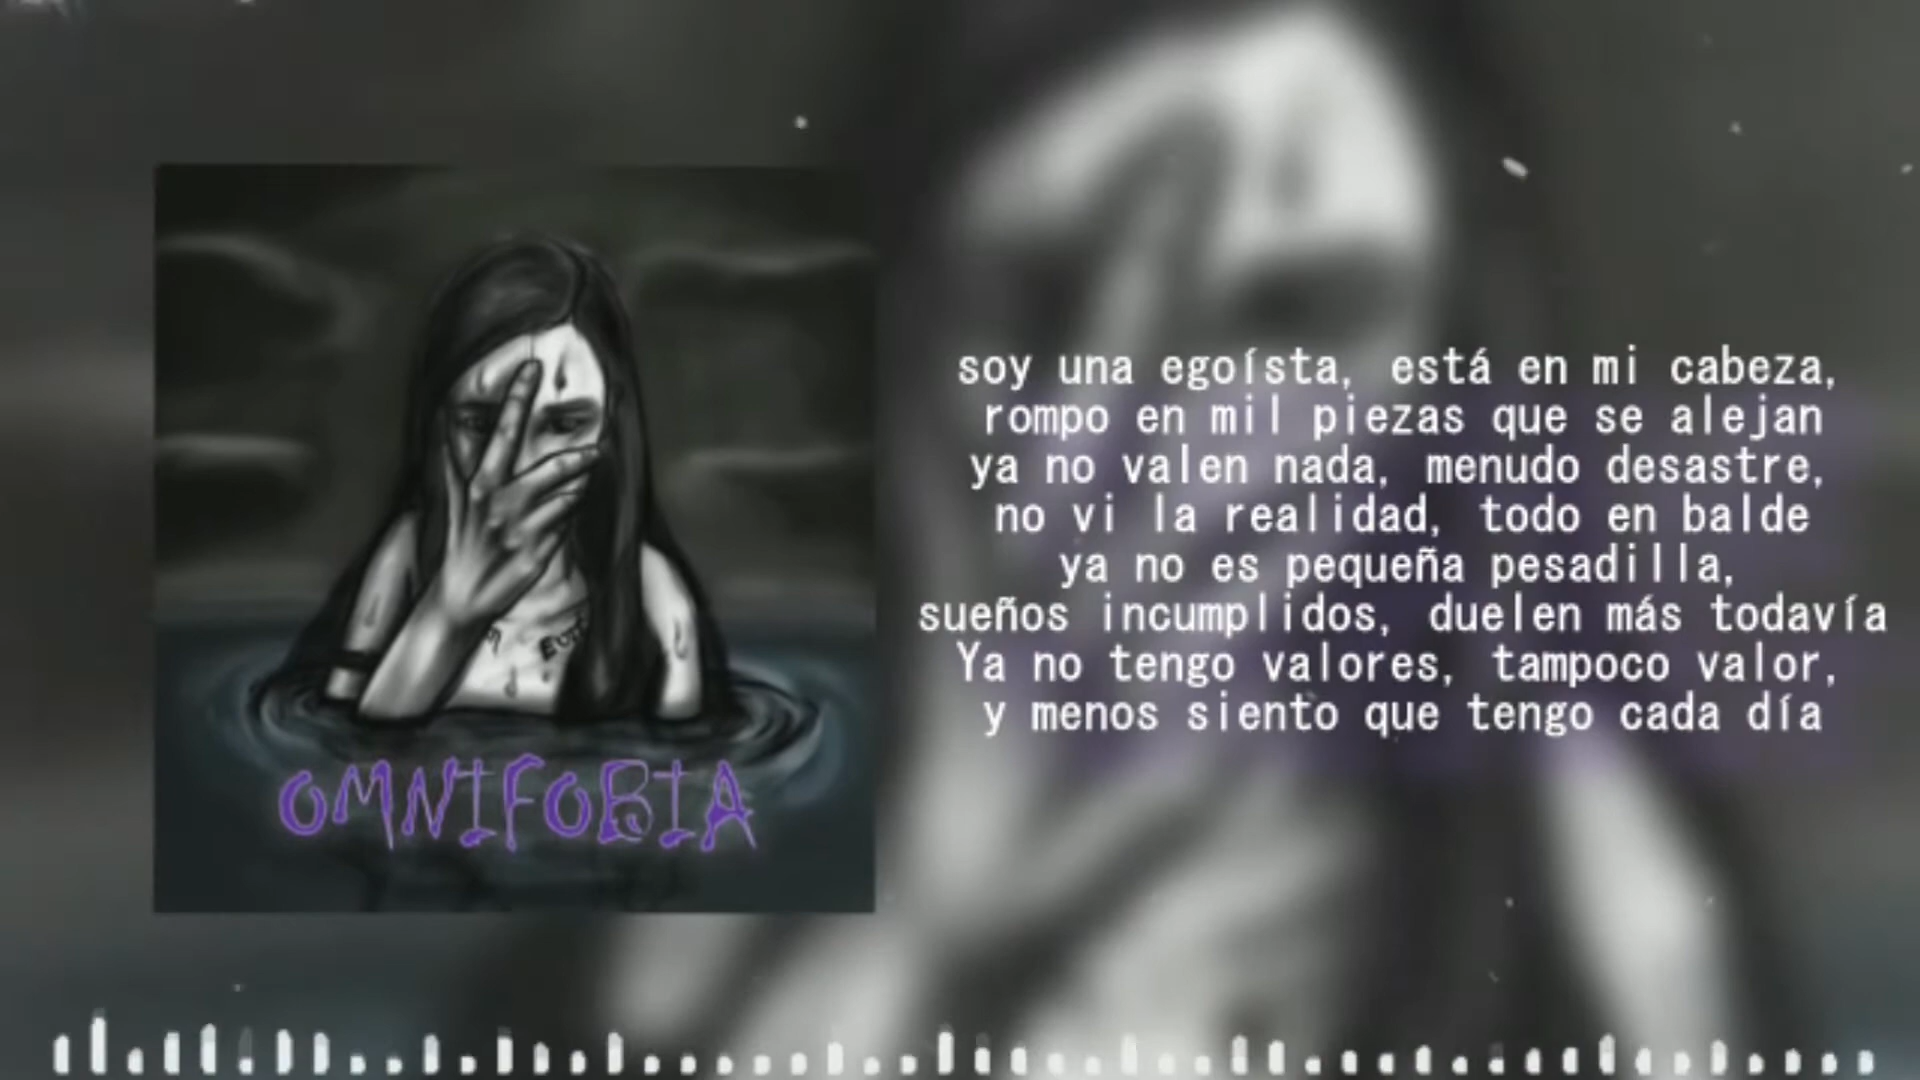 soy una egoísta, está en mi cabeza,
rompo en mil piezas que se alejan
ya no valen nada, menudo desastre,
no vi la realidad, todo en balde
ya no es pequeña pesadilla,
sueños incumplidos, duelen más todavía
Ya no tengo valores, tampoco valor,
y menos siento que tengo cada día
OMNIFOBIA